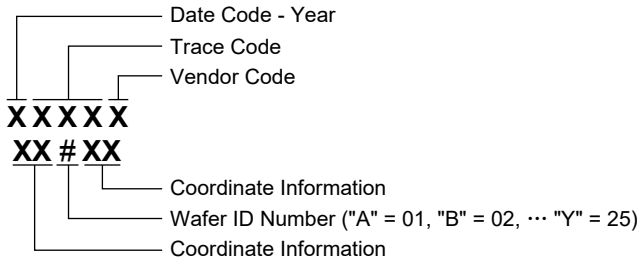 Date Code - Year
Trace Code
Vendor Code
X X X X X
XX # XX
Coordinate Information
Wafer ID Number ("A" = 01, "B" = 02, ··· "Y" = 25)
Coordinate Information